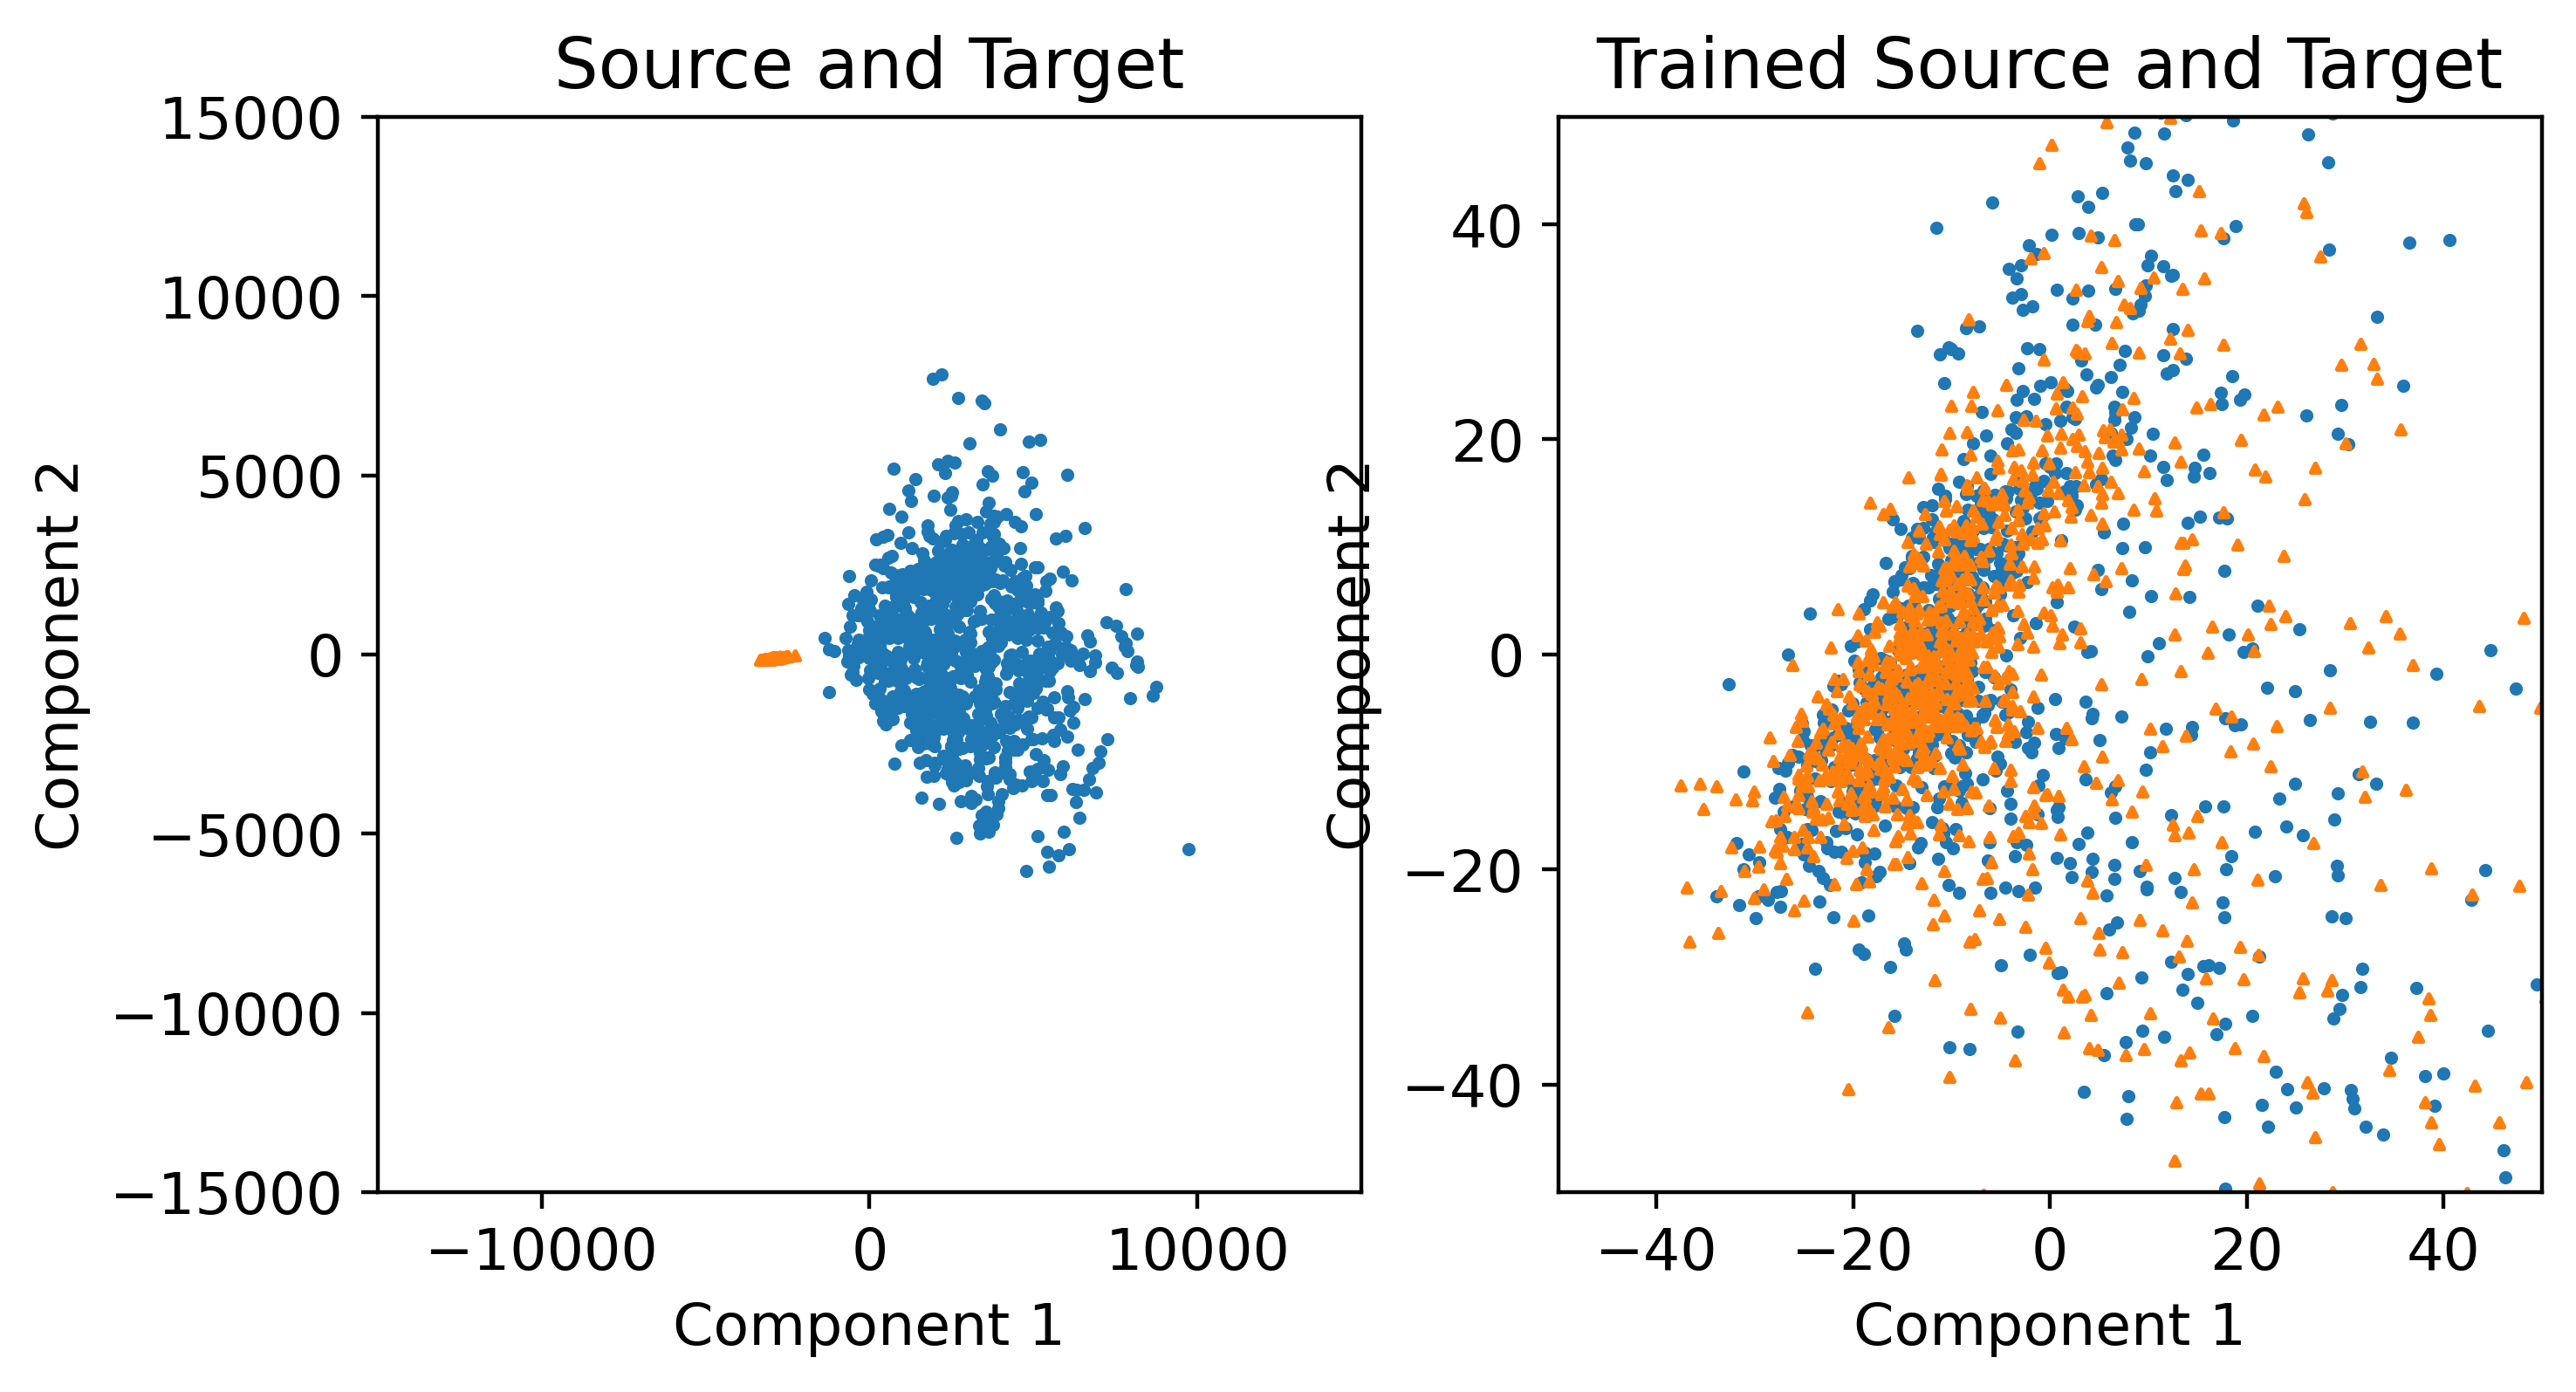 Source and Target
15000
10000
5000
0
−5000
−10000
−15000
Component 2
−10000 0 10000
Component 1
Trained Source and Target
40
20
0
−20
−40
Component 2
−40 −20 0 20 40
Component 1